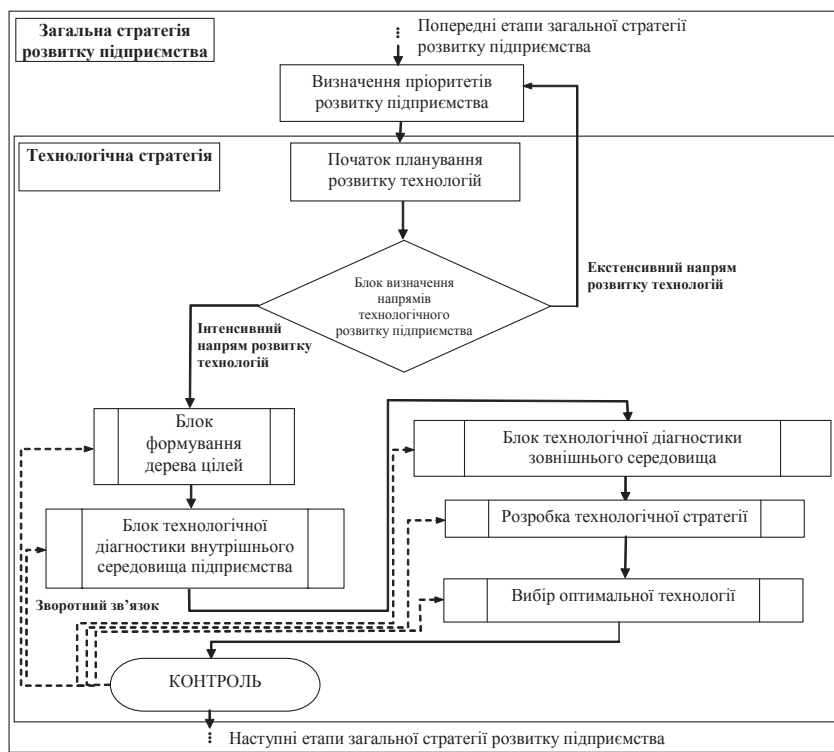 Загальна стратегія
розвитку підприємства
Попередні етапи загальної стратегії
розвитку підприємства
Визначення пріоритетів
розвитку підприємства
Технологічна стратегія
Початок планування
розвитку технологій
Блок визначення
напрямів
технологічного
розвитку підприємства
Екстенсивний напрям
розвитку технологій
Інтенсивний
напрям розвитку
технологій
Блок
формування
дерева цілей
Блок технологічної діагностики
зовнішнього середовища
Блок технологічної
діагностики внутрішнього
середовища підприємства
Розробка технологічної стратегії
Вибір оптимальної технології
Зворотний зв’язок
КОНТРОЛЬ
Наступні етапи загальної стратегії розвитку підприємства